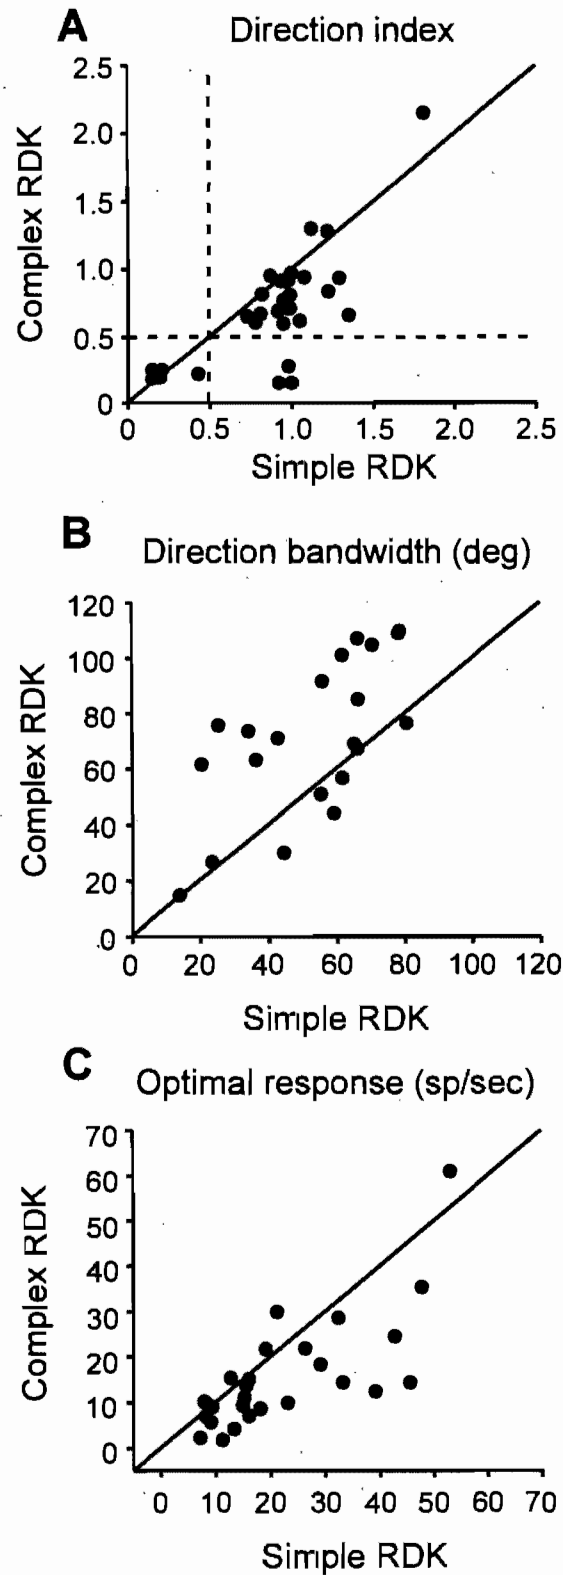 A
Direction index
Complex RDK
2.5
2.0
1.5
1.0
0.5
0
0 0.5 1.0 1.5 2.0 2.5
Simple RDK
B
Direction bandwidth (deg)
Complex RDK
120
100
80
60
40
20
0
0 20 40 60 80 100 120
Simple RDK
C
Optimal response (sp/sec)
Complex RDK
70
60
50
40
30
20
10
0
0 10 20 30 40 50 60 70
Simple RDK